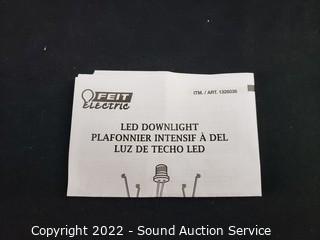 FEIT
Electric
ITM. / ART. 1326036
LED DOWNLIGHT
PLAFONNIER INTENSIF À DEL
LUZ DE TECHO LED
Copyright 2022 - Sound Auction Service